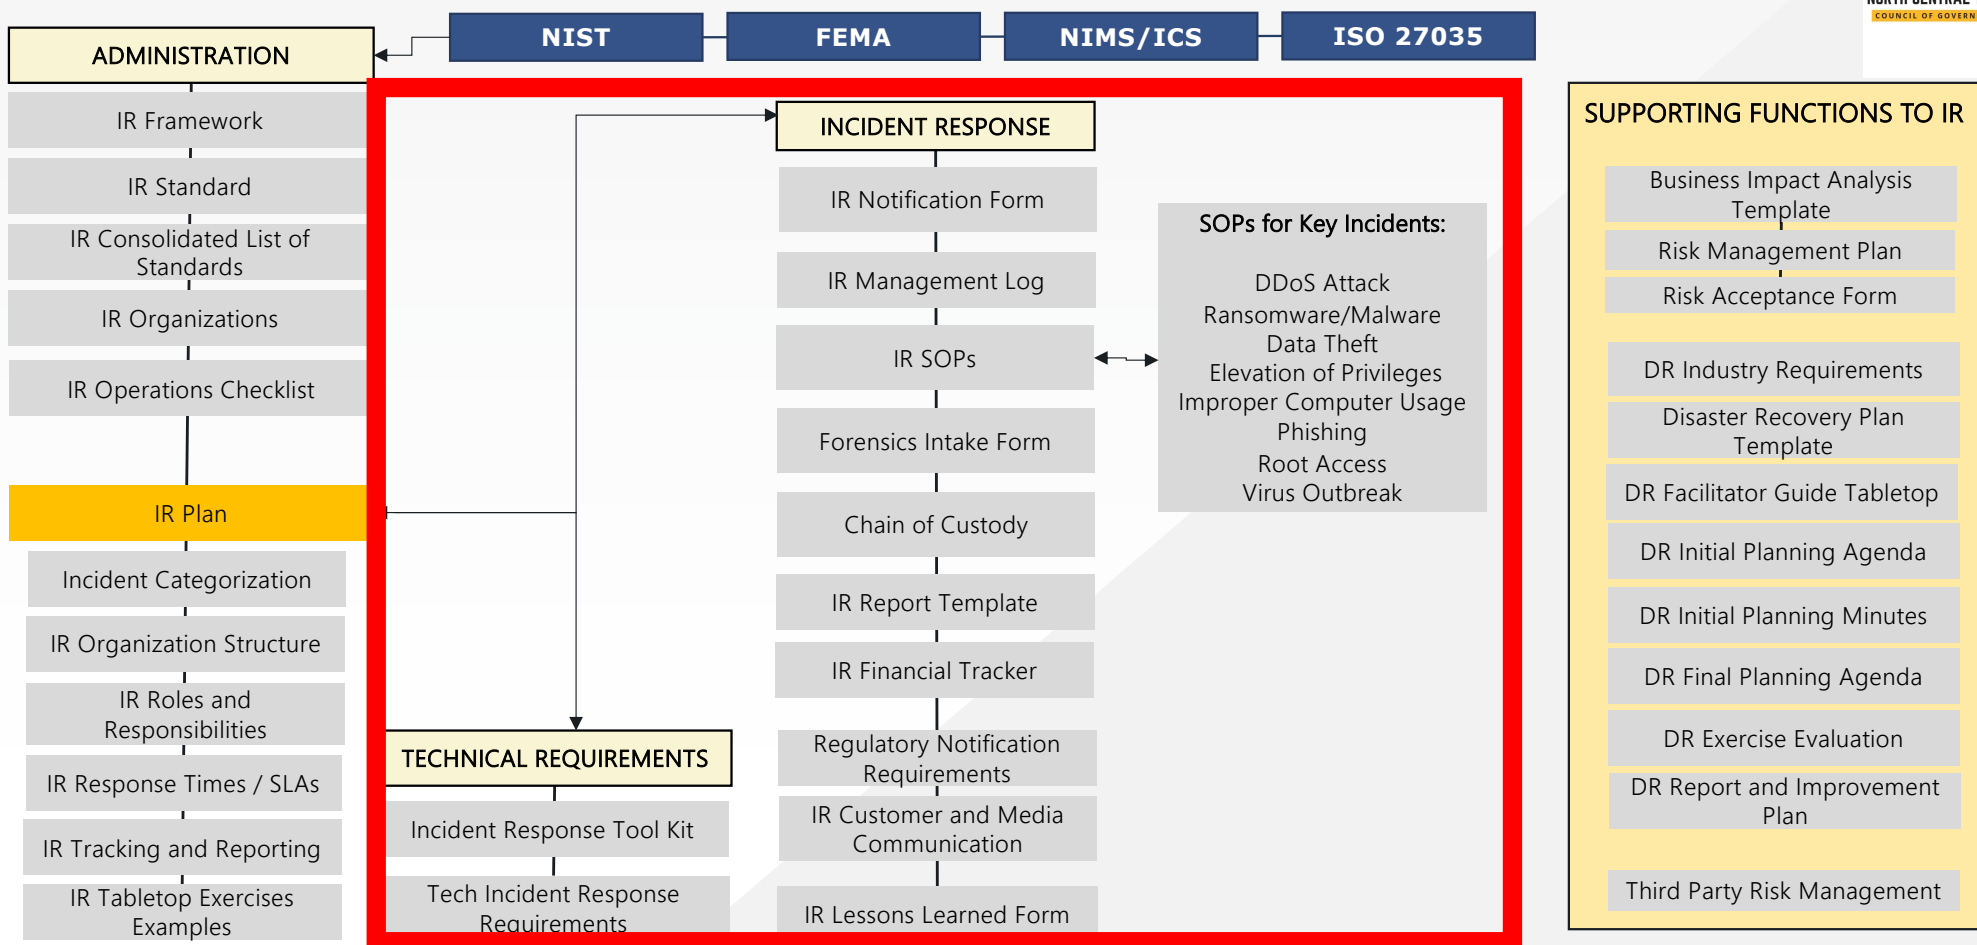 NORTH CENTRAL
COUNCIL OF GOVERN
NIST
FEMA
NIMS/ICS
ISO 27035
ADMINISTRATION
IR Framework
IR Standard
IR Consolidated List of
Standards
IR Organizations
IR Operations Checklist
IR Plan
Incident Categorization
IR Organization Structure
IR Roles and
Responsibilities
IR Response Times / SLAs
IR Tracking and Reporting
IR Tabletop Exercises
Examples
TECHNICAL REQUIREMENTS
Incident Response Tool Kit
Tech Incident Response
Requirements
INCIDENT RESPONSE
IR Notification Form
IR Management Log
IR SOPs
Forensics Intake Form
Chain of Custody
IR Report Template
IR Financial Tracker
Regulatory Notification
Requirements
IR Customer and Media
Communication
IR Lessons Learned Form
SOPs for Key Incidents:
DDoS Attack
Ransomware/Malware
Data Theft
Elevation of Privileges
Improper Computer Usage
Phishing
Root Access
Virus Outbreak
SUPPORTING FUNCTIONS TO IR
Business Impact Analysis
Template
Risk Management Plan
Risk Acceptance Form
DR Industry Requirements
Disaster Recovery Plan
Template
DR Facilitator Guide Tabletop
DR Initial Planning Agenda
DR Initial Planning Minutes
DR Final Planning Agenda
DR Exercise Evaluation
DR Report and Improvement
Plan
Third Party Risk Management